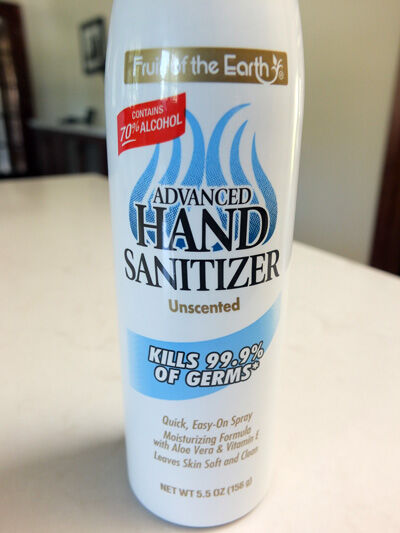 Fruit of the Earth®
CONTAINS
70% ALCOHOL
ADVANCED
HAND
SANITIZER
Unscented
KILLS 99.9%
OF GERMS*
Quick, Easy-On Spray
Moisturizing Formula
with Aloe Vera & Vitamin E
Leaves Skin Soft and Clean
NET WT 5.5 OZ (156 g)